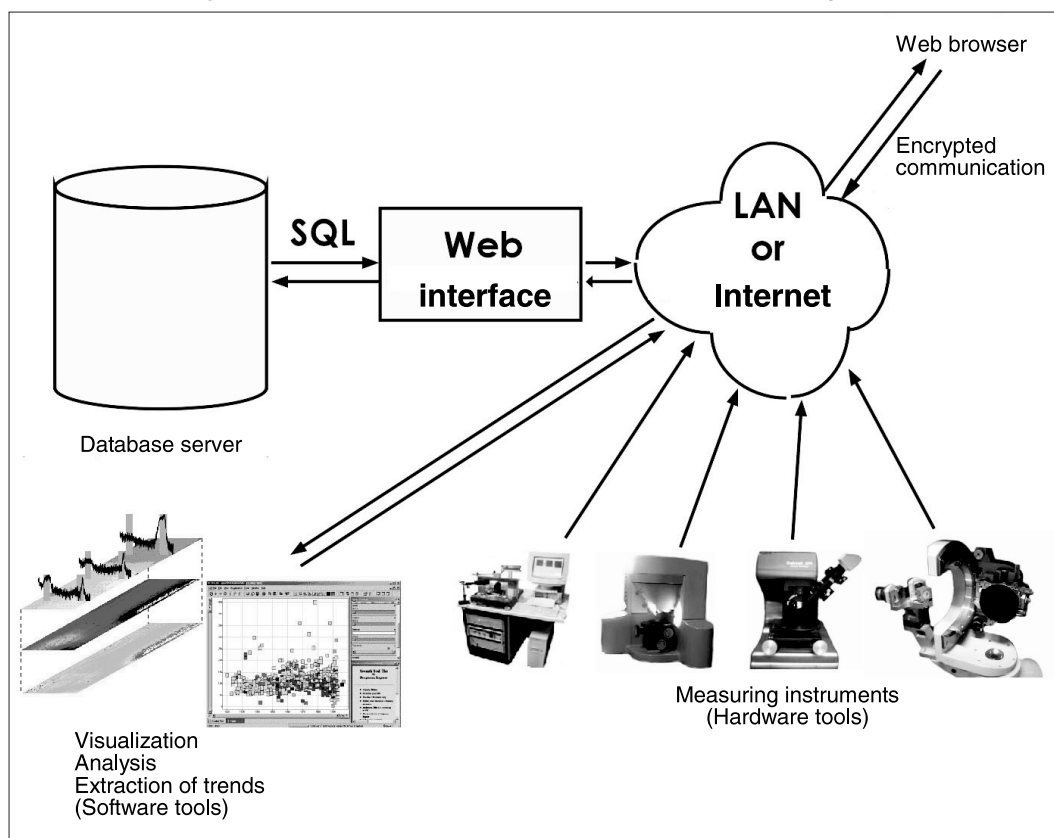 Web browser
Encrypted
communication
LAN
or
Internet
SQL
Web
interface
Database server
Measuring instruments
(Hardware tools)
Visualization
Analysis
Extraction of trends
(Software tools)